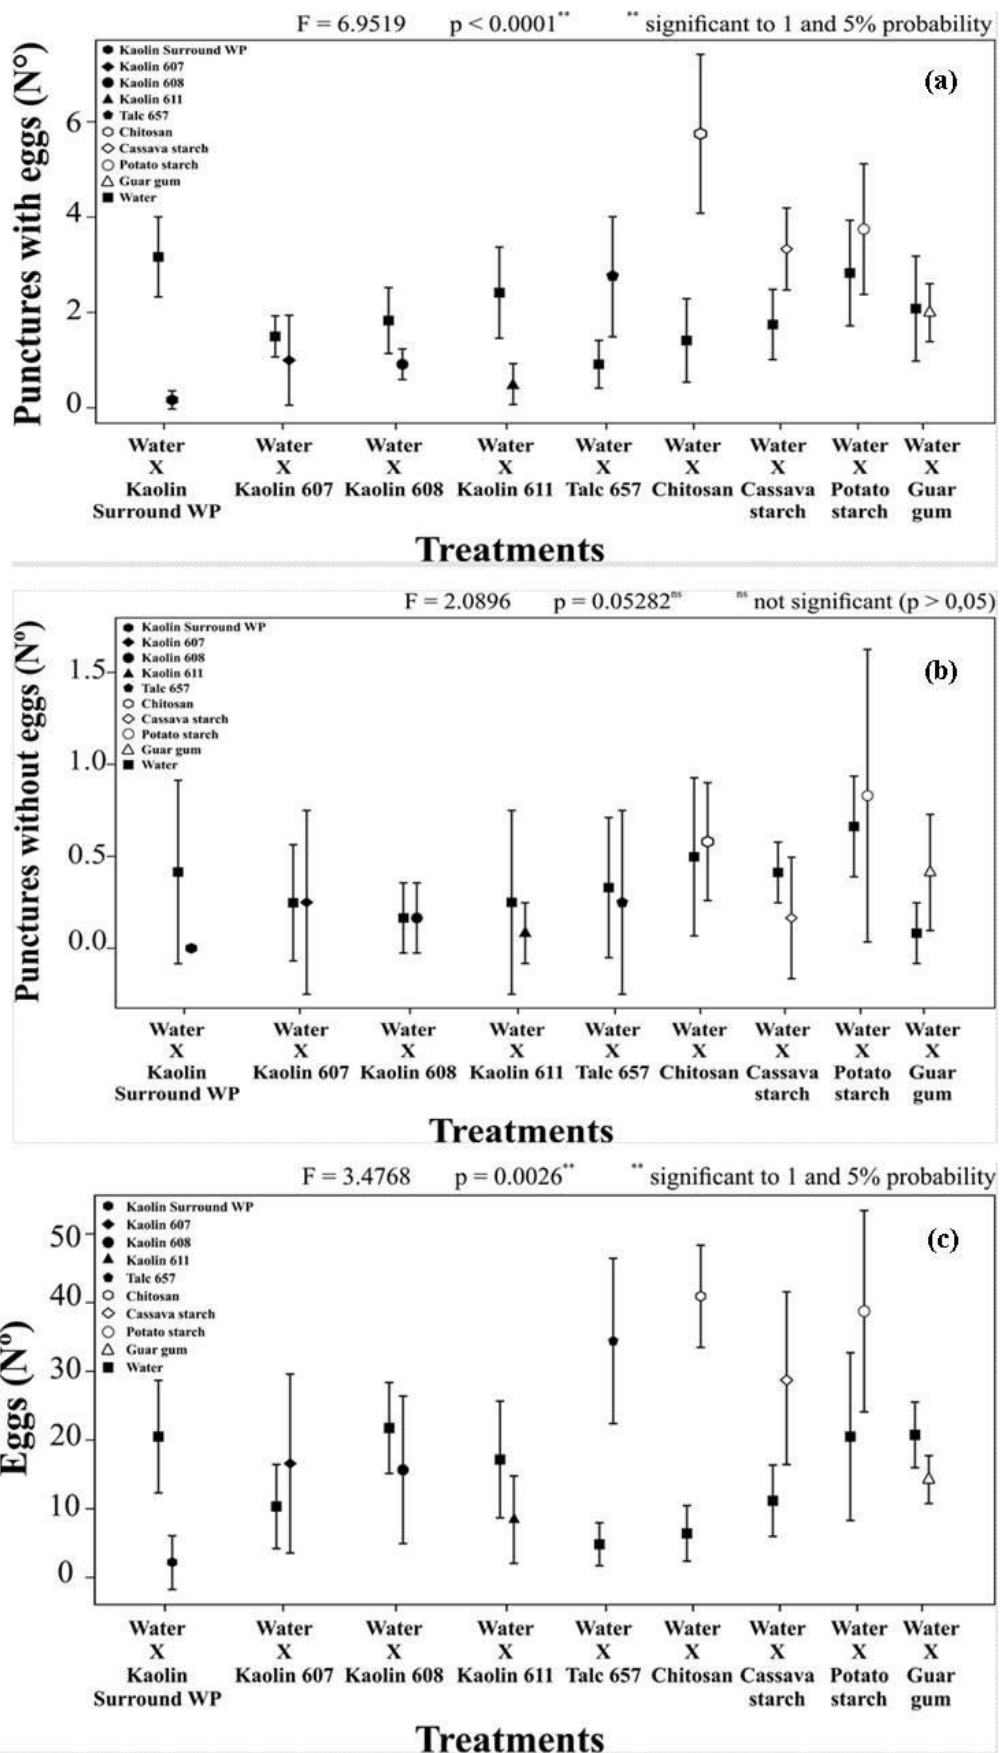 F = 6.9519 p < 0.0001** ** significant to 1 and 5% probability
Punctures with eggs (N°)
(a)
Kaolin Surround WP
Kaolin 607
Kaolin 608
Kaolin 611
Talc 657
Chitosan
Cassava starch
Potato starch
Guar gum
Water
6
4
2
0
Water Water Water Water Water Water Water Water Water
X X X X X X X X X
Kaolin Kaolin 607 Kaolin 608 Kaolin 611 Talc 657 Chitosan Cassava Potato Guar
Surround WP starch starch gum
Treatments
F = 2.0896 p = 0.05282ns ns not significant (p > 0,05)
Punctures without eggs (Nº)
(b)
Kaolin Surround WP
Kaolin 607
Kaolin 608
Kaolin 611
Talc 657
Chitosan
Cassava starch
Potato starch
Guar gum
Water
1.5
1.0
0.5
0.0
Water Water Water Water Water Water Water Water Water
X X X X X X X X X
Kaolin Kaolin 607 Kaolin 608 Kaolin 611 Talc 657 Chitosan Cassava Potato Guar
Surround WP starch starch gum
Treatments
F = 3.4768 p = 0.0026** ** significant to 1 and 5% probability
Eggs (Nº)
(c)
Kaolin Surround WP
Kaolin 607
Kaolin 608
Kaolin 611
Talc 657
Chitosan
Cassava starch
Potato starch
Guar gum
Water
50
40
30
20
10
0
Water Water Water Water Water Water Water Water Water
X X X X X X X X X
Kaolin Kaolin 607 Kaolin 608 Kaolin 611 Talc 657 Chitosan Cassava Potato Guar
Surround WP starch starch gum
Treatments